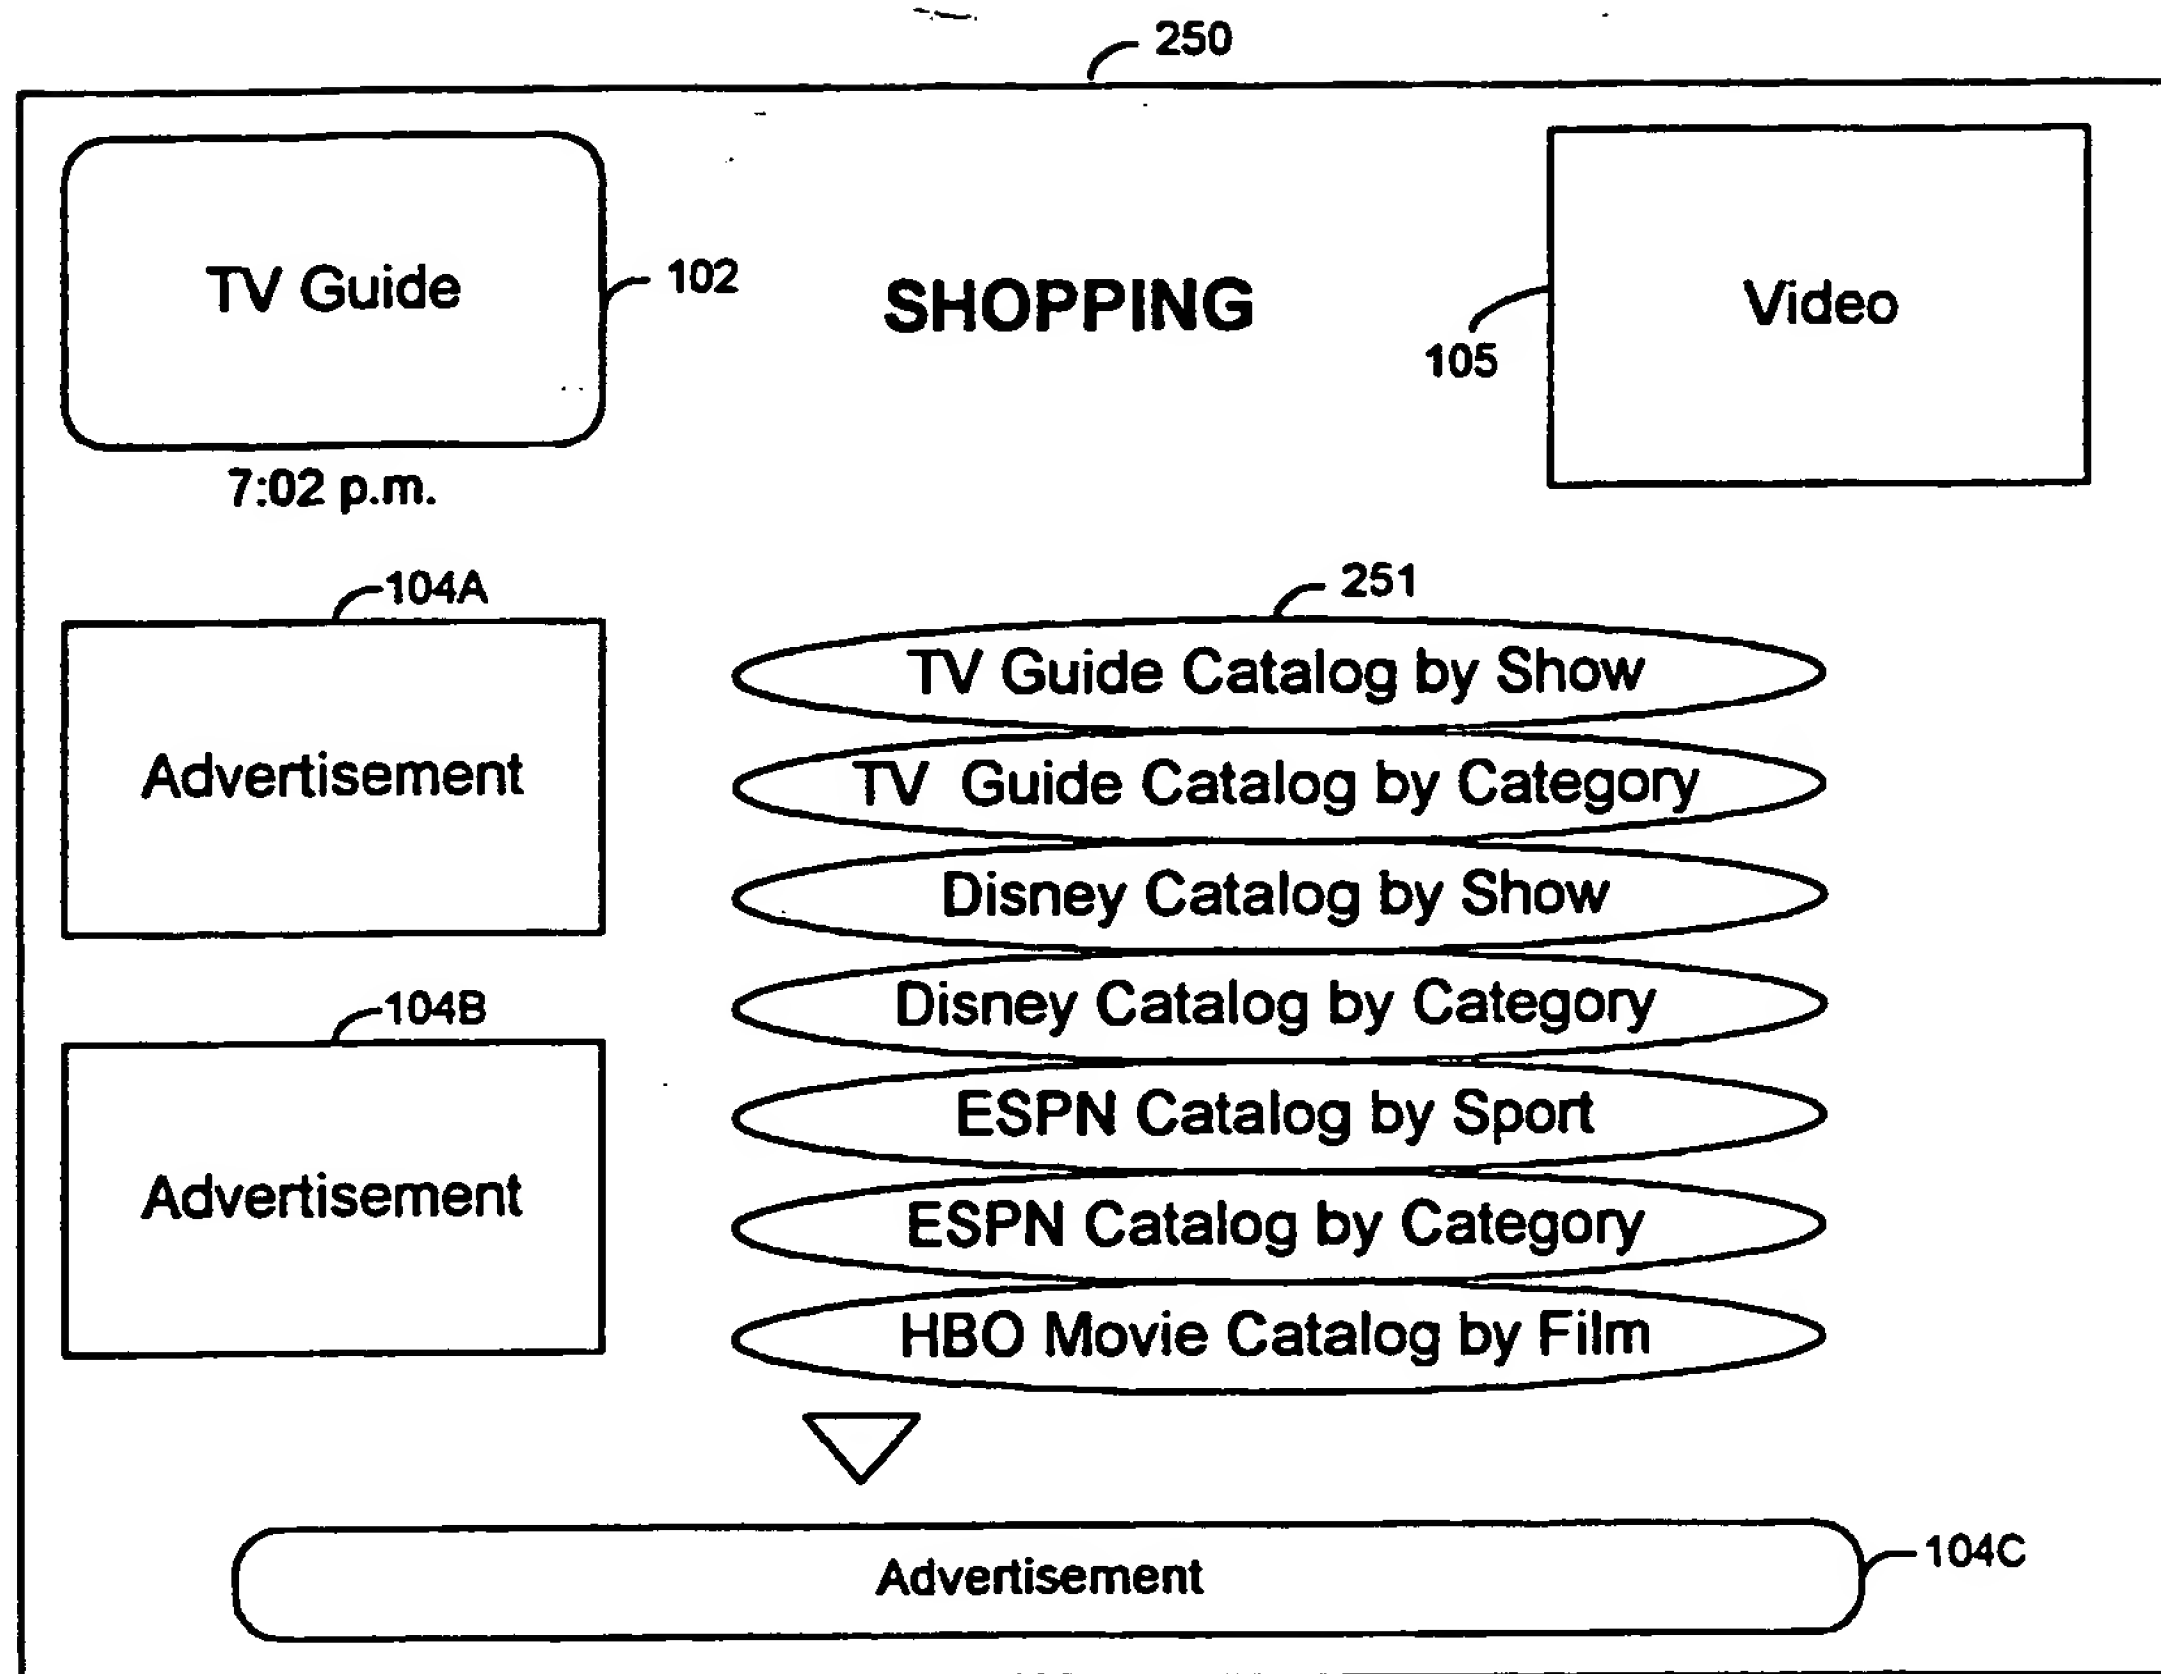 250
TV Guide
102
SHOPPING
105
Video
7:02 p.m.
104A
Advertisement
104B
Advertisement
251
TV Guide Catalog by Show
TV Guide Catalog by Category
Disney Catalog by Show
Disney Catalog by Category
ESPN Catalog by Sport
ESPN Catalog by Category
HBO Movie Catalog by Film
Advertisement
104C